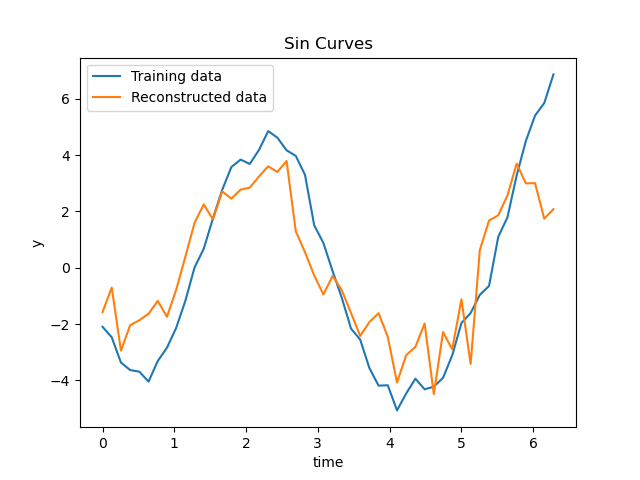 Sin Curves
Training data
Reconstructed data
6
4
2
0
−2
−4
y
0 1 2 3 4 5 6
time